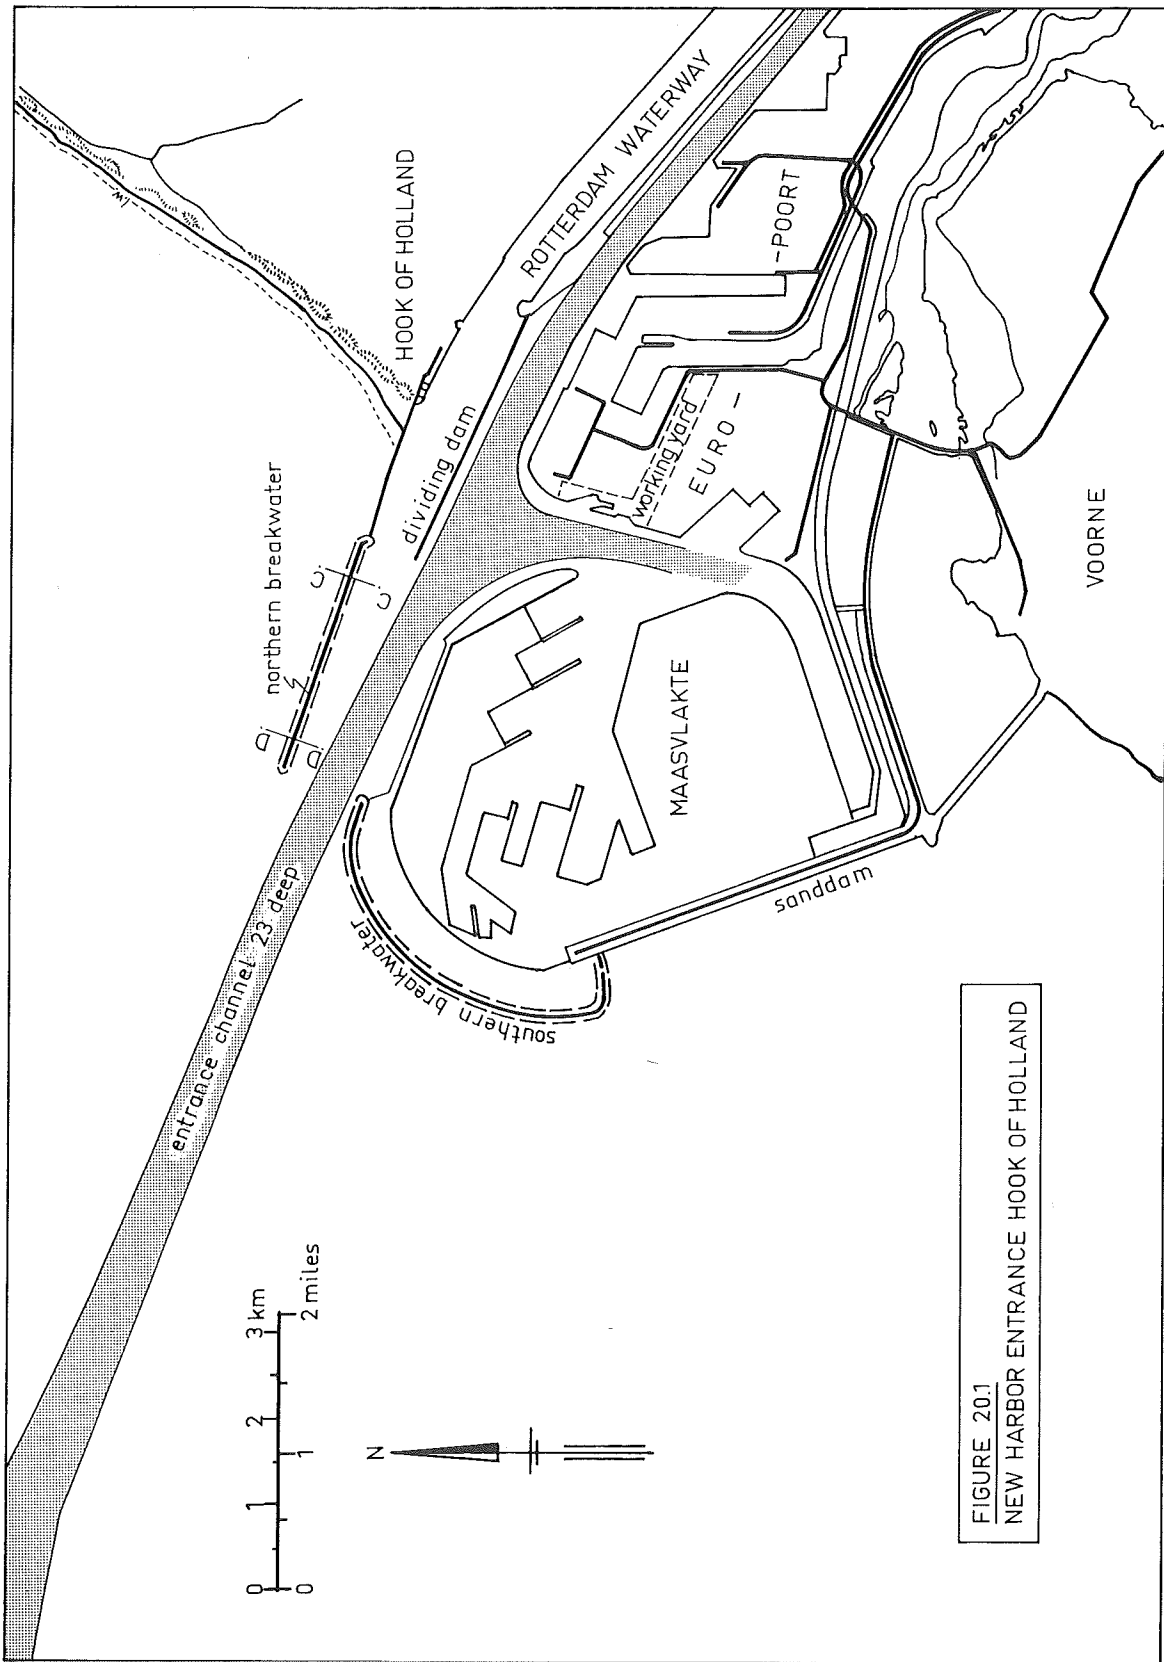 HOOK OF HOLLAND
ROTTERDAM WATERWAY
northern breakwater
C.
C.
D.
D.
dividing dam
-POORT
working yard
EURO-
entrance channel 23 deep
MAASVLAKTE
VOORNE
southern breakwater
sanddam
0 1 2 3 km
0 1 2 miles
N
FIGURE 20.1
NEW HARBOR ENTRANCE HOOK OF HOLLAND